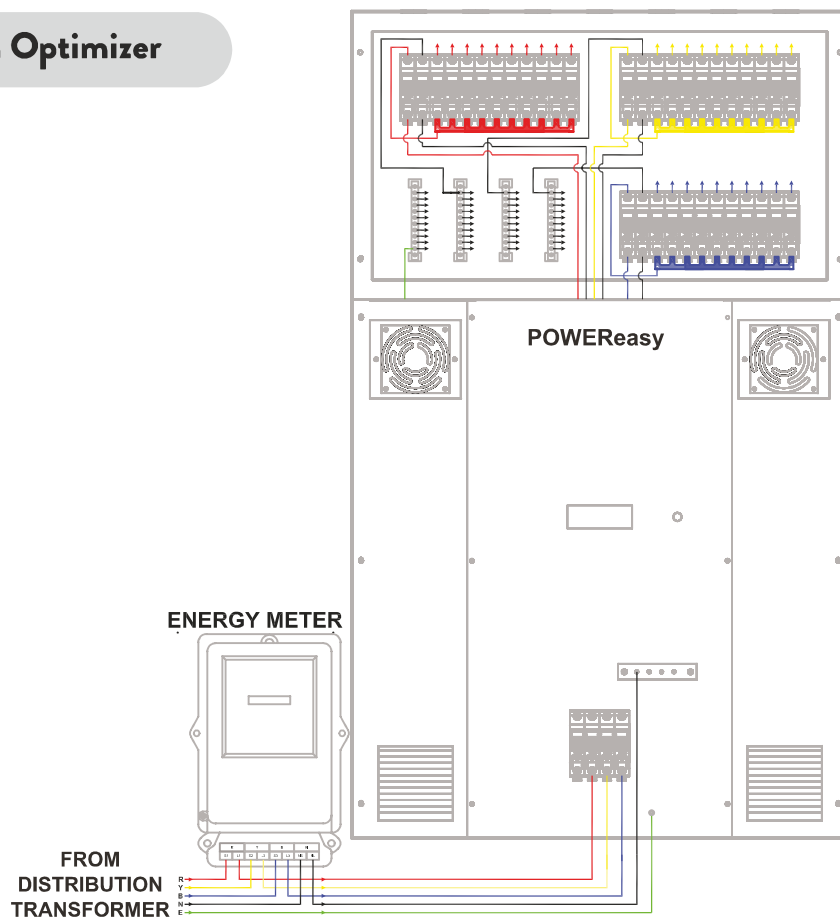 Optimizer
POWEReasy
ENERGY METER
FROM
DISTRIBUTION
TRANSFORMER
R
Y
B
N
E